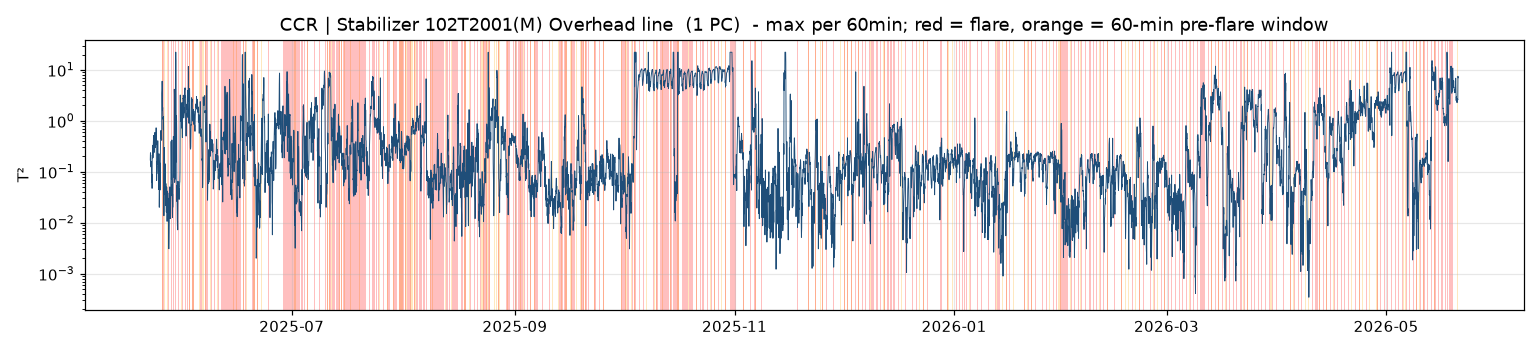 CCR | Stabilizer 102T2001(M) Overhead line  (1 PC)  - max per 60min; red = flare, orange = 60-min pre-flare window
T²
10¹
10⁰
10⁻¹
10⁻²
10⁻³
2025-07 2025-09 2025-11 2026-01 2026-03 2026-05